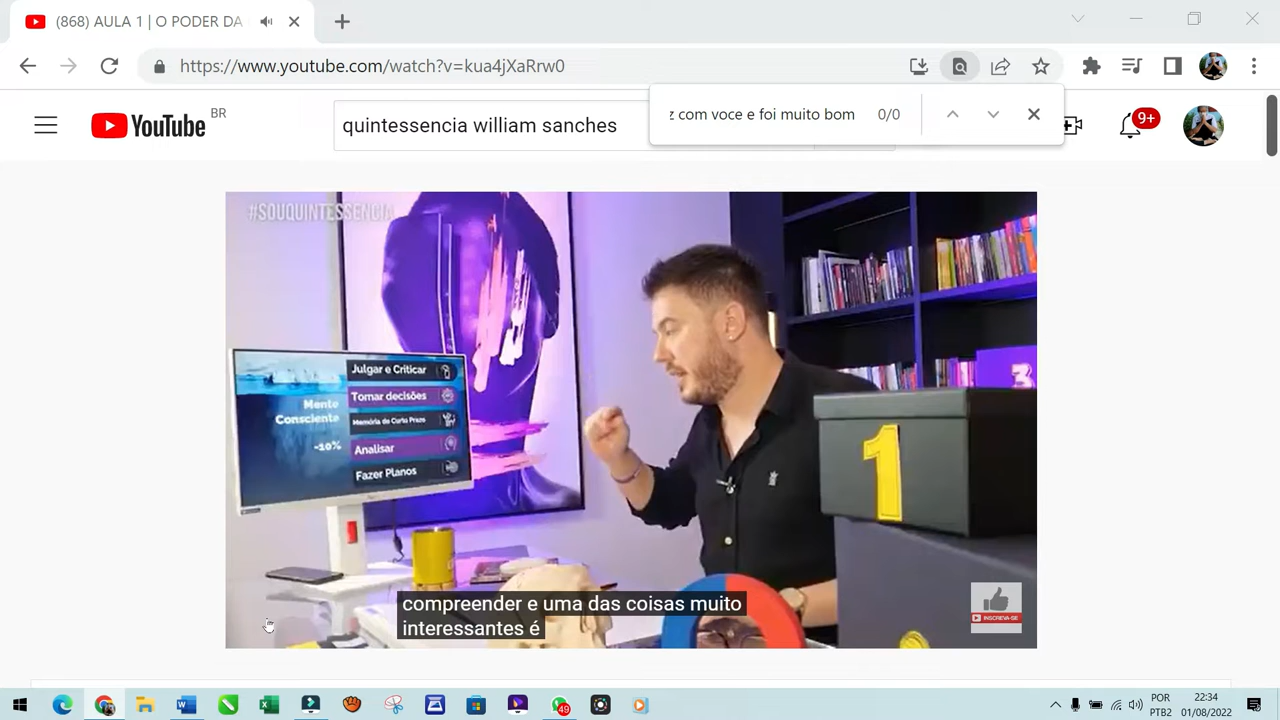 (868) AULA 1 | O PODER DA
https://www.youtube.com/watch?v=kua4jXaRrw0
z com voce e foi muito bom
0/0
YouTube
BR
quintessencia william sanches
9+
#SOUQUINTESSENCIA
Mente
Consciente
-10%
Julgar e Criticar
Tomar decisões
Memória de Curto Prazo
Analisar
Fazer Planos
3
1
compreender e uma das coisas muito
interessantes é
INSCREVA-SE
49
POR
PTB2
22:34
01/08/2022